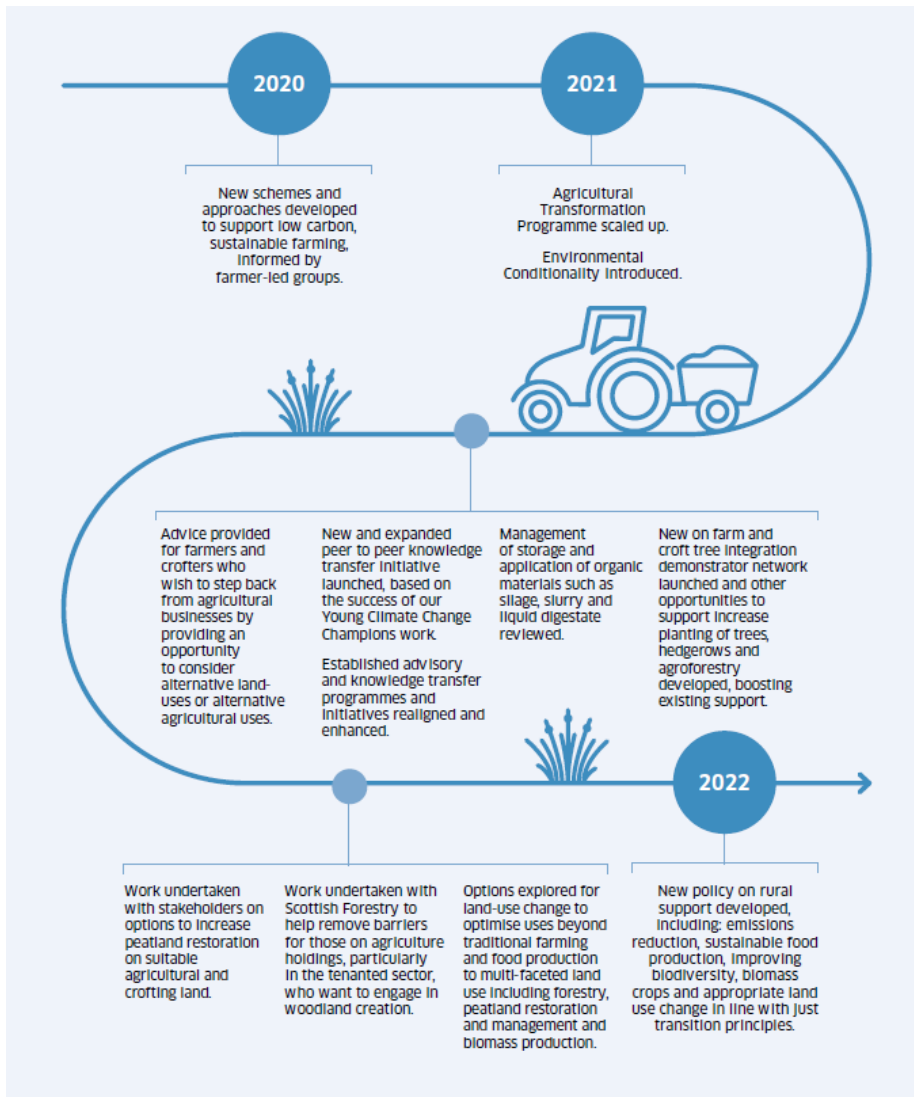 2020
New schemes and
approaches developed
to support low carbon,
sustainable farming,
informed by
farmer-led groups.
2021
Agricultural
Transformation
Programme scaled up.
Environmental
Conditionality introduced.
Advice provided
for farmers and
crofters who
wish to step back
from agricultural
businesses by
providing an
opportunity
to consider
alternative land-
uses or alternative
agricultural uses.
New and expanded
peer to peer knowledge
transfer initiative
launched, based on
the success of our
Young Climate Change
Champions work.
Established advisory
and knowledge transfer
programmes and
initiatives realigned and
enhanced.
Management
of storage and
application of organic
materials such as
silage, slurry and
liquid digestate
reviewed.
New on farm and
croft tree integration
demonstrator network
launched and other
opportunities to
support increase
planting of trees,
hedgerows and
agroforestry
developed, boosting
existing support.
Work undertaken
with stakeholders on
options to increase
peatland restoration
on suitable
agricultural and
crofting land.
Work undertaken with
Scottish Forestry to
help remove barriers
for those on agriculture
holdings, particularly
in the tenanted sector,
who want to engage in
woodland creation.
Options explored for
land-use change to
optimise uses beyond
traditional farming
and food production
to multi-faceted land
use including forestry,
peatland restoration
and management and
biomass production.
2022
New policy on rural
support developed,
including: emissions
reduction, sustainable food
production, improving
biodiversity, biomass
crops and appropriate land
use change in line with just
transition principles.